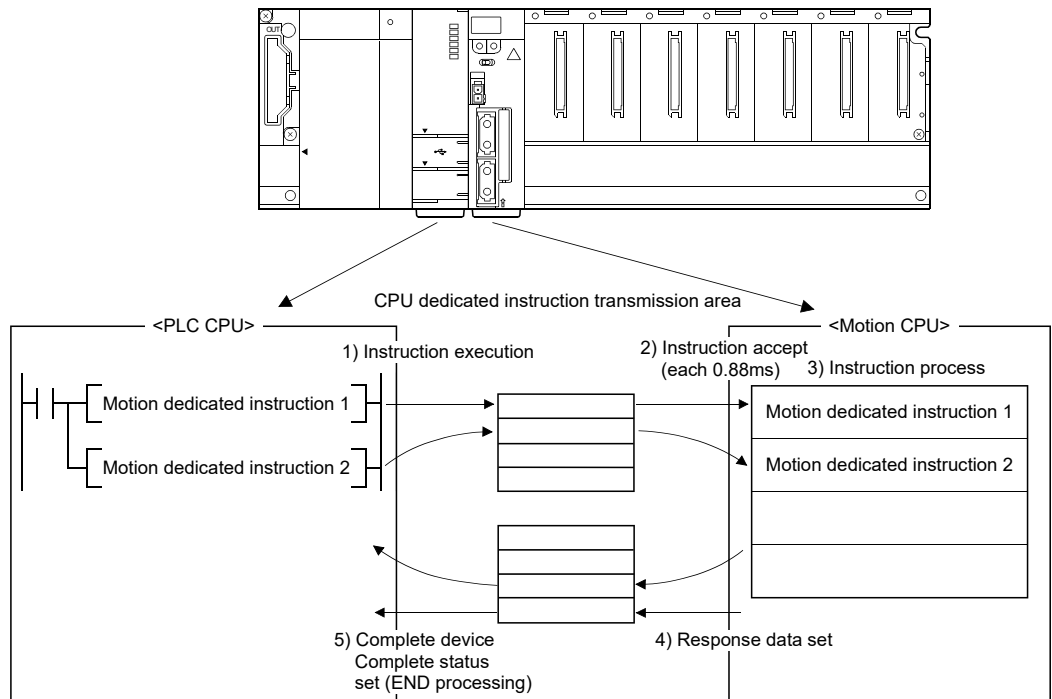 OUT
CPU dedicated instruction transmission area
<PLC CPU>
<Motion CPU>
1) Instruction execution
2) Instruction accept
(each 0.88ms)
3) Instruction process
Motion dedicated instruction 1
Motion dedicated instruction 2
Motion dedicated instruction 1
Motion dedicated instruction 2
5) Complete device
Complete status
set (END processing)
4) Response data set